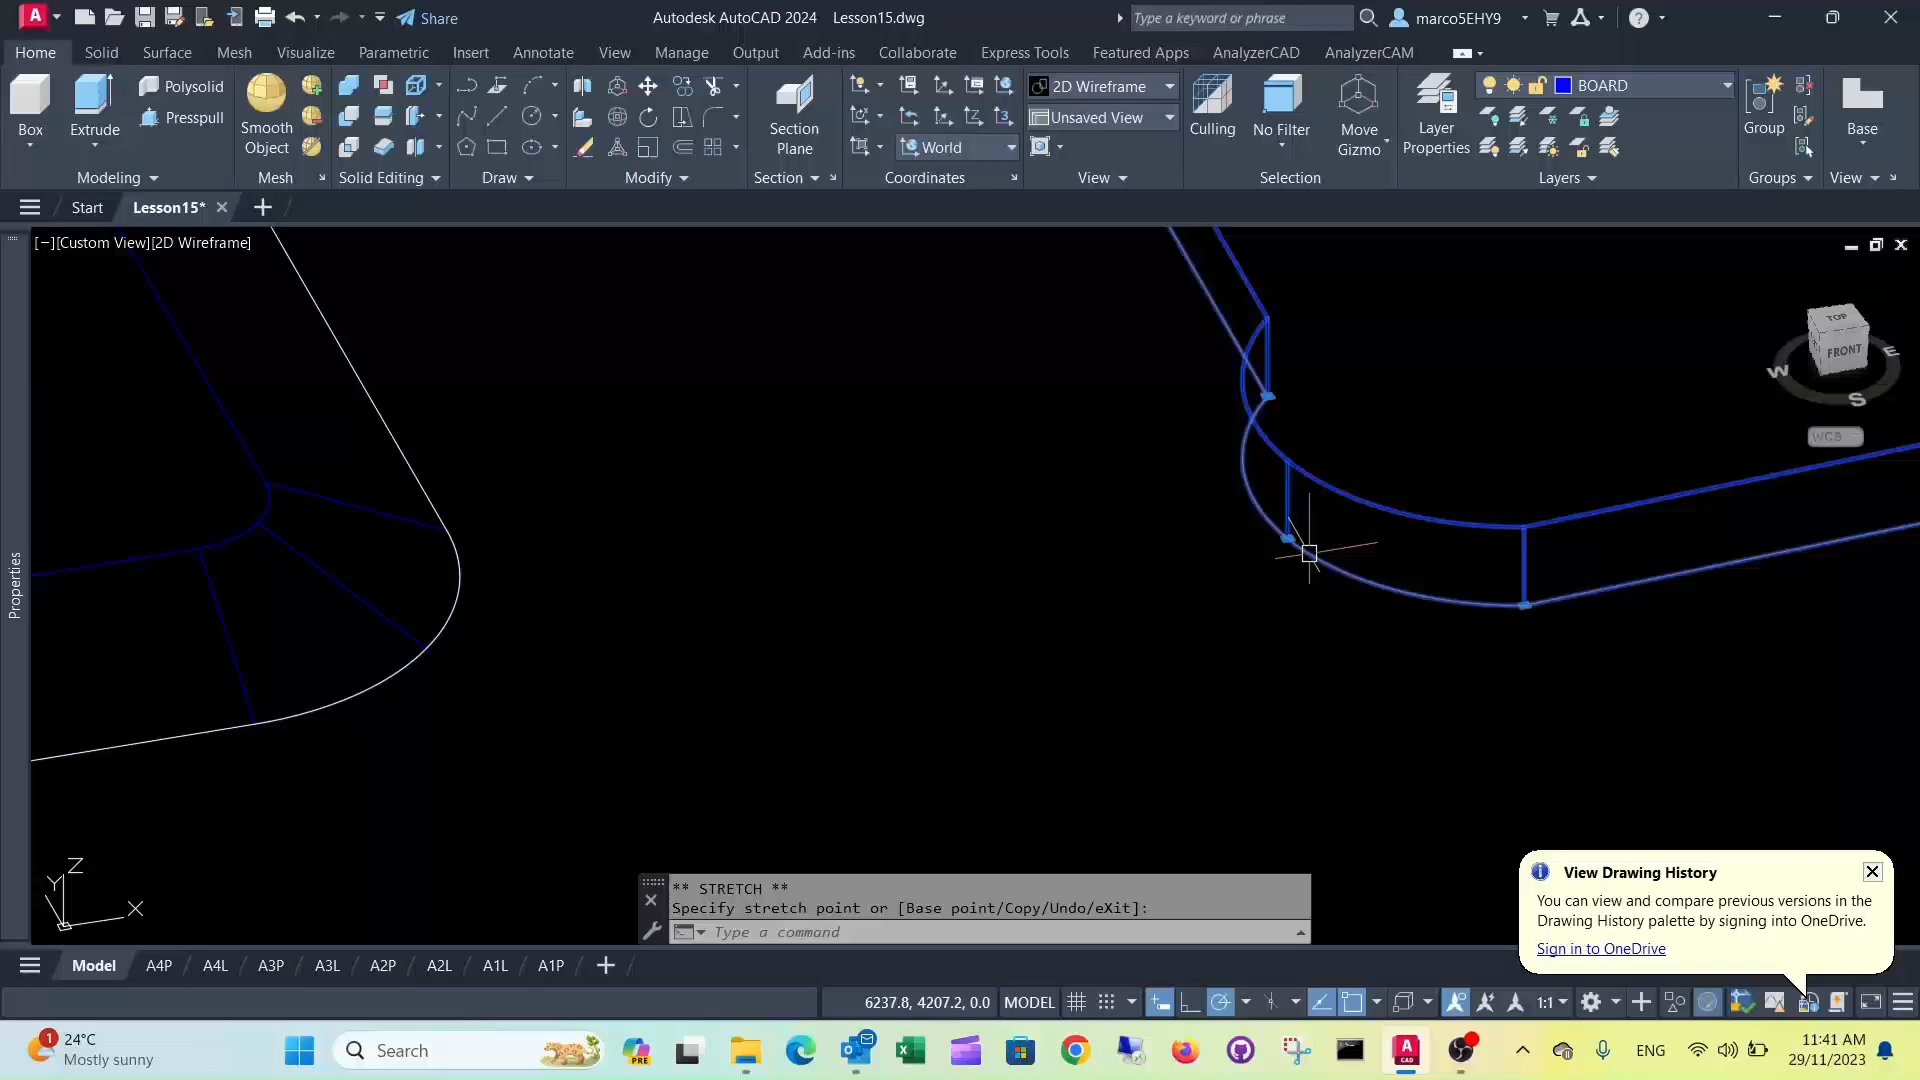 Share
Autodesk AutoCAD 2024 Lesson15.dwg
Type a keyword or phrase
marco5EHY9
Home Solid Surface Mesh Visualize Parametric Insert Annotate View Manage Output Add-ins Collaborate Express Tools Featured Apps AnalyzerCAD AnalyzerCAM
Polysolid
Presspull
Box
Extrude
Smooth
Object
Section
Plane
World
2D Wireframe
Unsaved View
Culling
No Filter
Move
Gizmo
Layer
Properties
BOARD
Group
Base
Modeling
Mesh
Solid Editing
Draw
Modify
Section
Coordinates
View
Selection
Layers
Groups
View
Start
Lesson15*
[−][Custom View][2D Wireframe]
TOP
FRONT
W
E
S
WCS
Properties
Z
Y
X
** STRETCH **
Specify stretch point or [Base point/Copy/Undo/eXit]:
Type a command
View Drawing History
You can view and compare previous versions in the
Drawing History palette by signing into OneDrive.
Sign in to OneDrive
Model A4P A4L A3P A3L A2P A2L A1L A1P
6237.8, 4207.2, 0.0 MODEL
1:1
1
24°C
Mostly sunny
Search
PRE
A
CAD
ENG
11:41 AM
29/11/2023